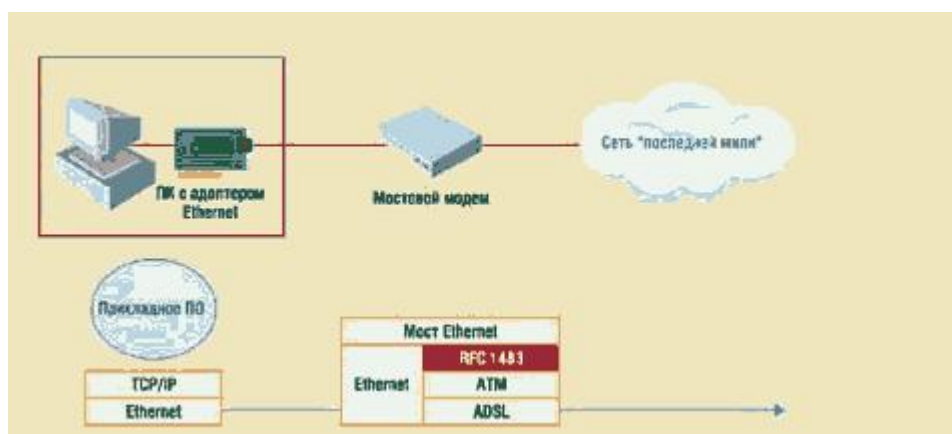 Сеть "последней мили"
ПК с адаптером
Ethernet
Мостовой модем
Прикладное ПО
Мост Ethernet
RFC 1483
TCP/IP
Ethernet
ATM
Ethernet
ADSL